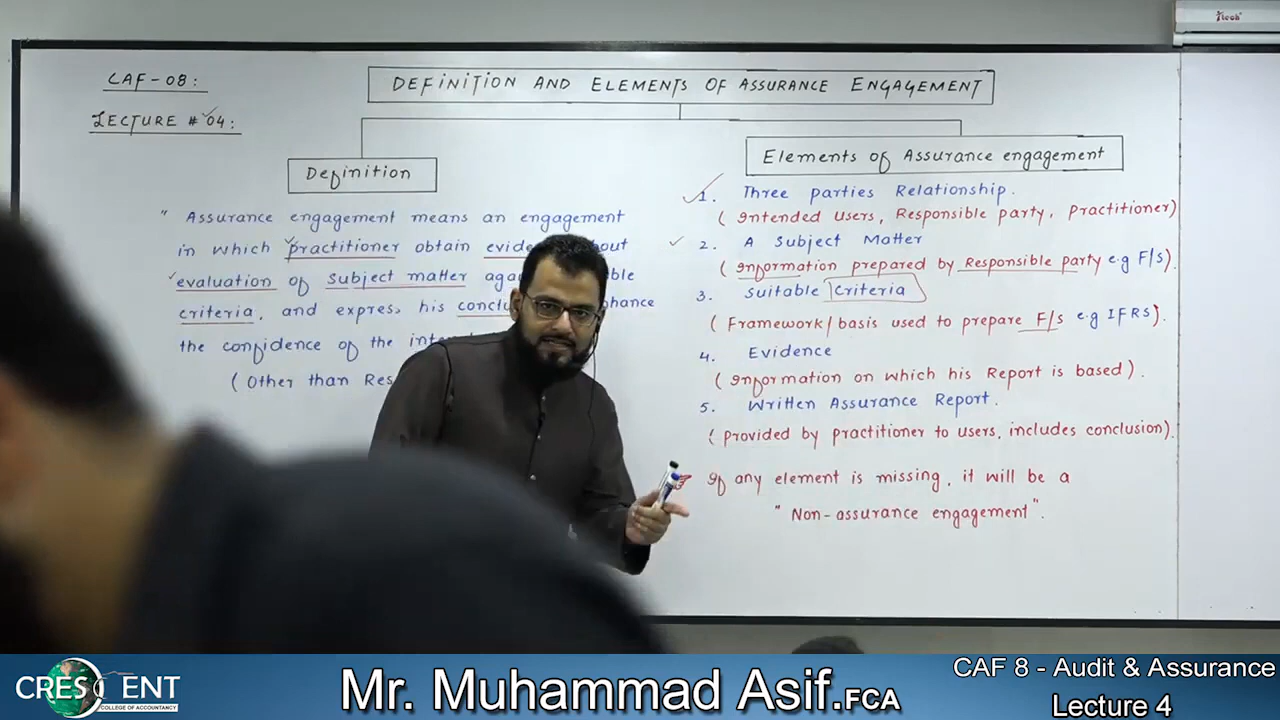 CAF-08:
LECTURE # 04:
DEFINITION AND ELEMENTS OF ASSURANCE ENGAGEMENT
Definition
" Assurance engagement means an engagement
in which practitioner obtain
evaluation of subject matter
criteria, and express his
the confidence of the
( Other than
Elements of Assurance engagement
1. Three parties Relationship.
( Intended Users, Responsible party, Practitioner)
2. A Subject Matter
( Information prepared by Responsible party e.g F/s).
3. Suitable Criteria
( Framework/basis used to prepare F/s e.g IFRS).
4. Evidence
( Information on which his Report is based).
5. Written Assurance Report.
( Provided by practitioner to users, includes conclusion).
If any element is missing, it will be a
" Non-assurance engagement".
itech
CRESCENT
COLLEGE OF ACCOUNTANCY
Mr. Muhammad Asif.FCA
CAF 8 - Audit & Assurance
Lecture 4